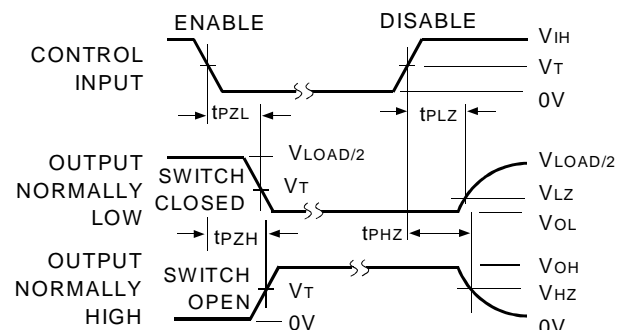 ENABLE DISABLE
CONTROL INPUT
VIH
VT
0V
tPZL
tPLZ
OUTPUT NORMALLY LOW
SWITCH CLOSED
VLOAD/2
VT
VLOAD/2
VLZ
VOL
tPZH
tPHZ
OUTPUT NORMALLY HIGH
SWITCH OPEN
VT
0V
VOH
VHZ
0V